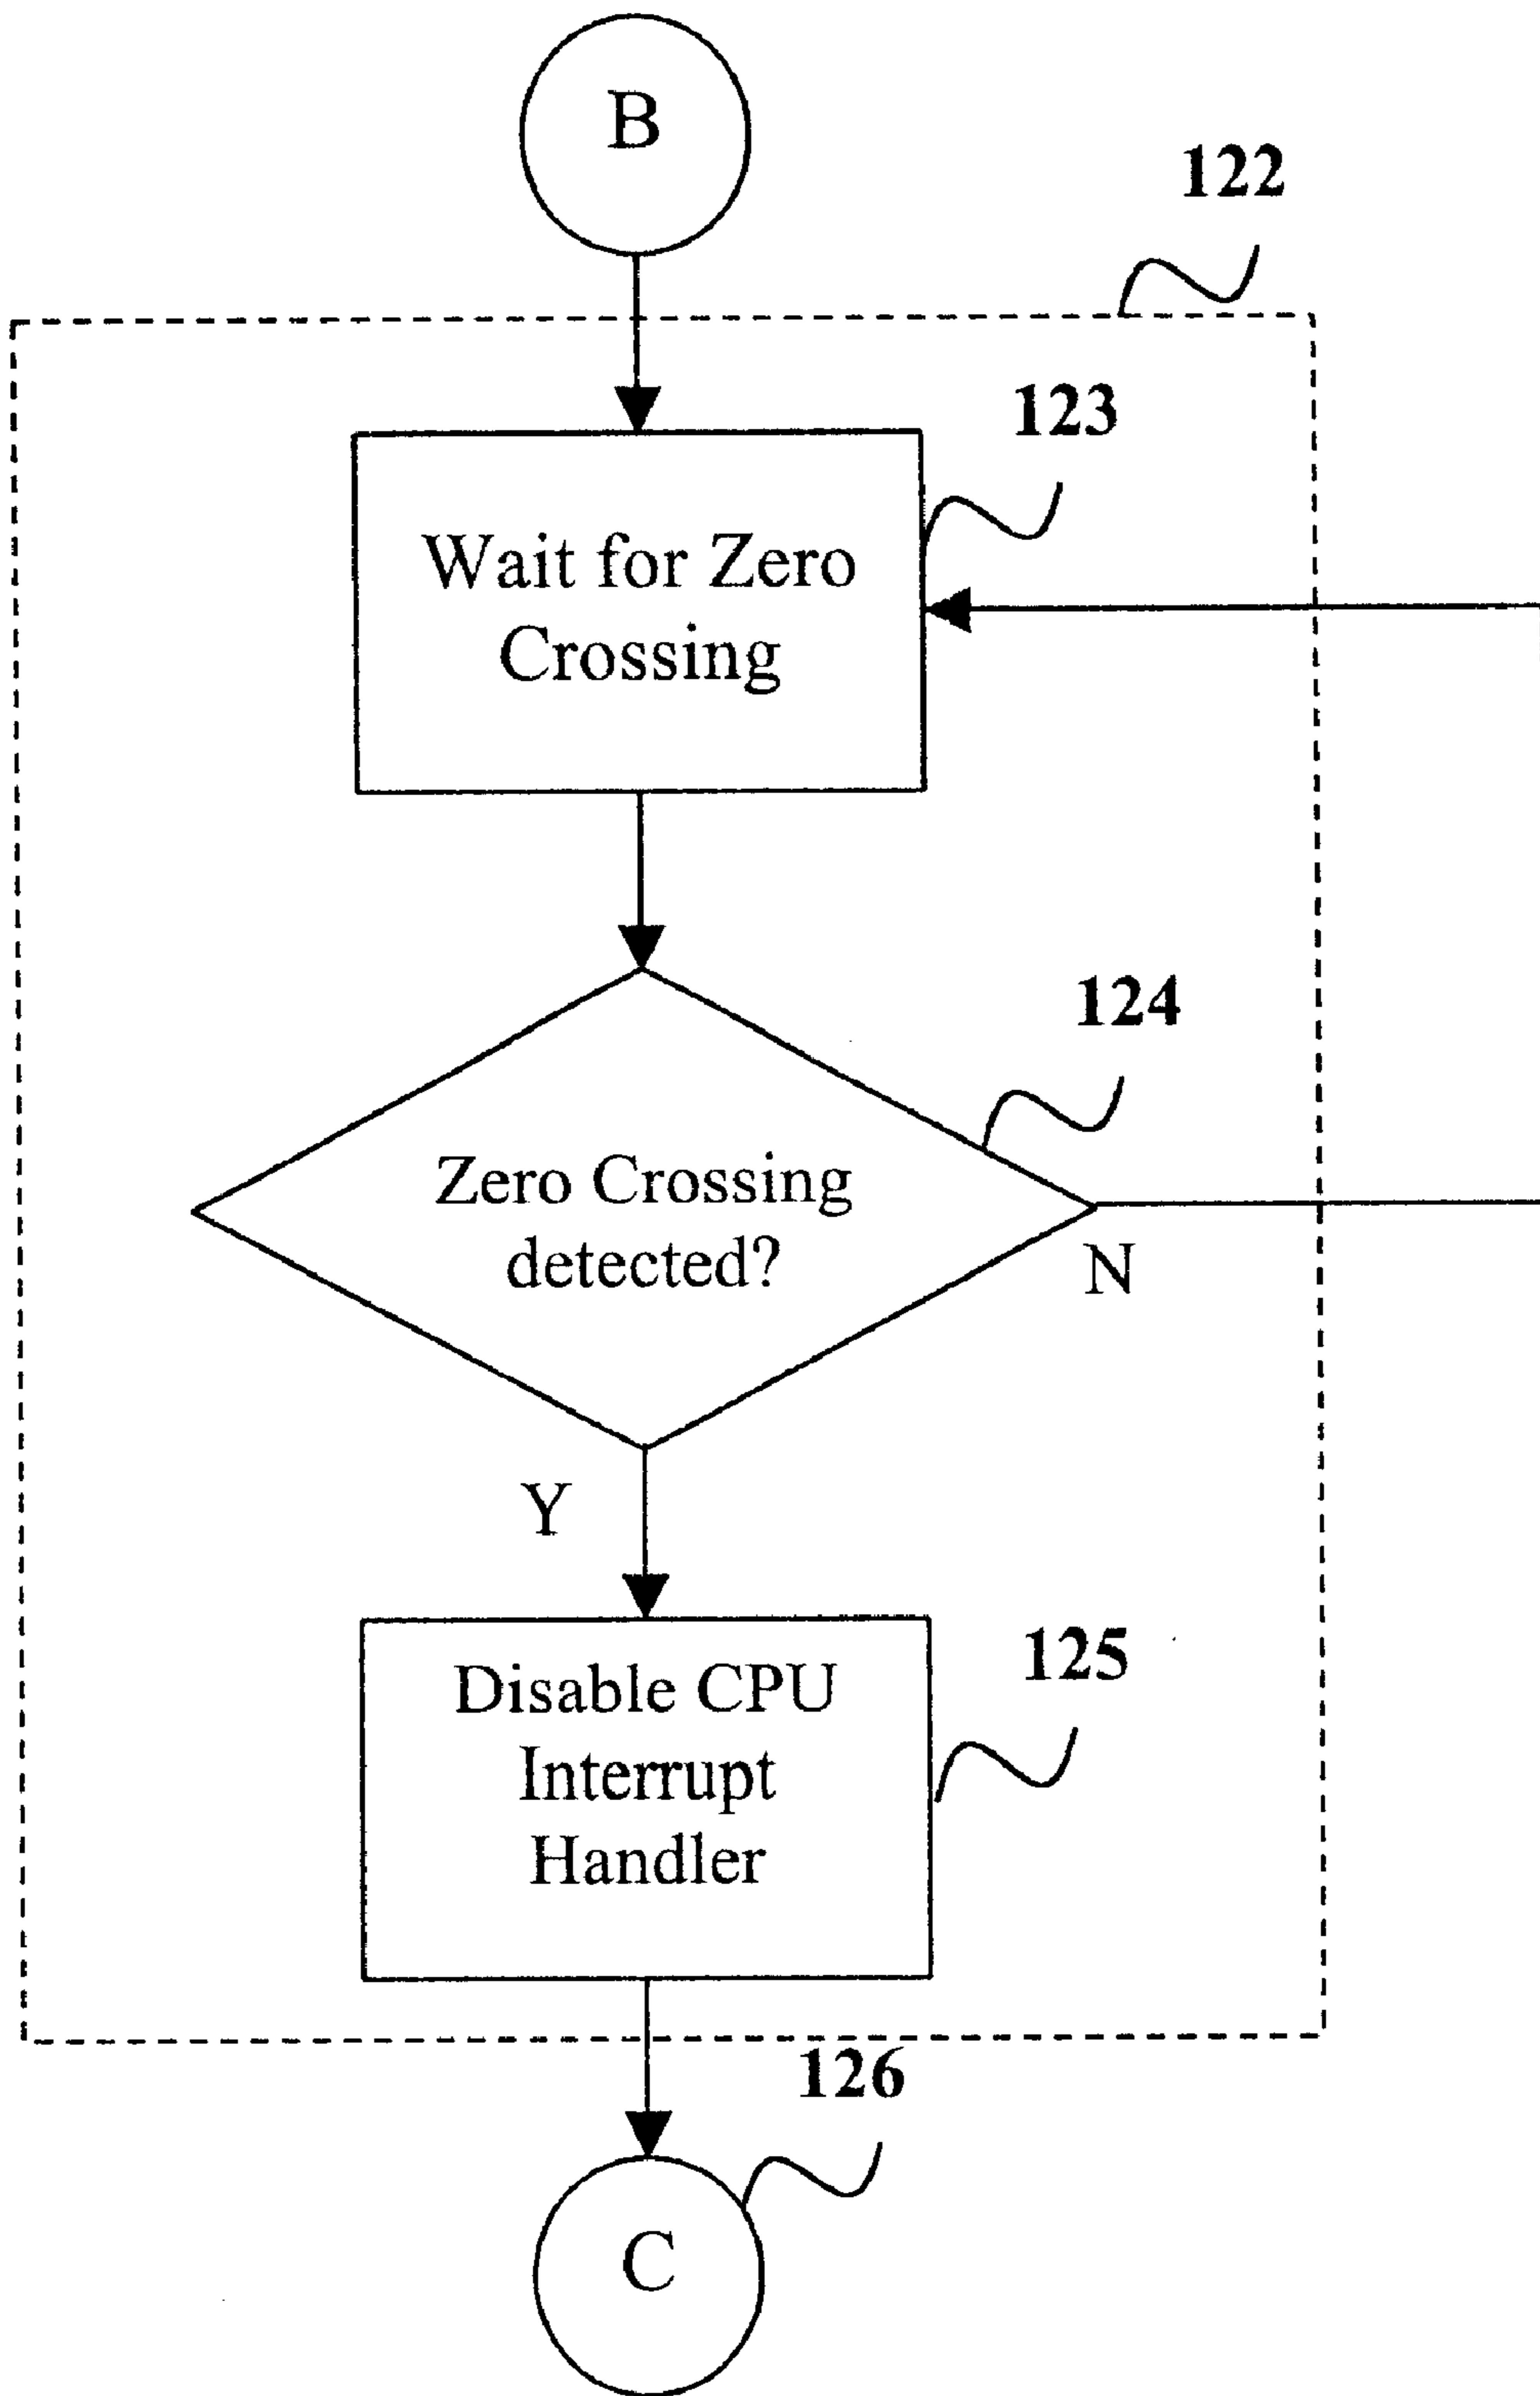 B
122
123
Wait for Zero
Crossing
124
Zero Crossing
detected?
N
Y
125
Disable CPU
Interrupt
Handler
126
C